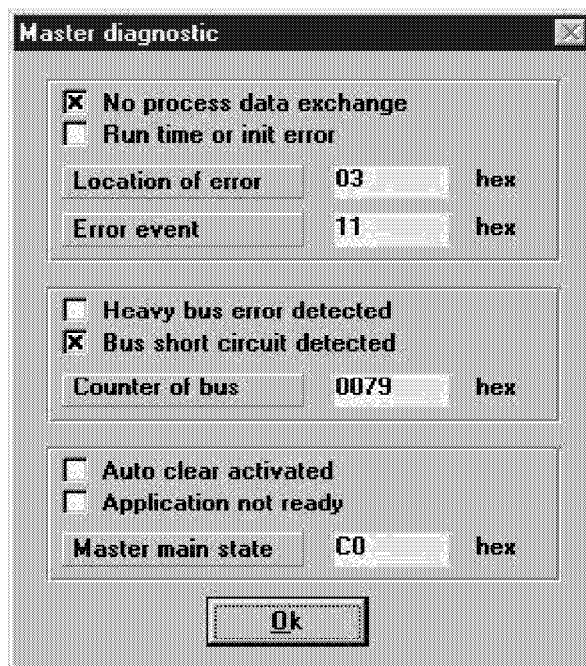 Master diagnostic
No process data exchange
Run time or init error
Location of error 03 hex
Error event 11 hex
Heavy bus error detected
Bus short circuit detected
Counter of bus 0079 hex
Auto clear activated
Application not ready
Master main state C0 hex
Ok